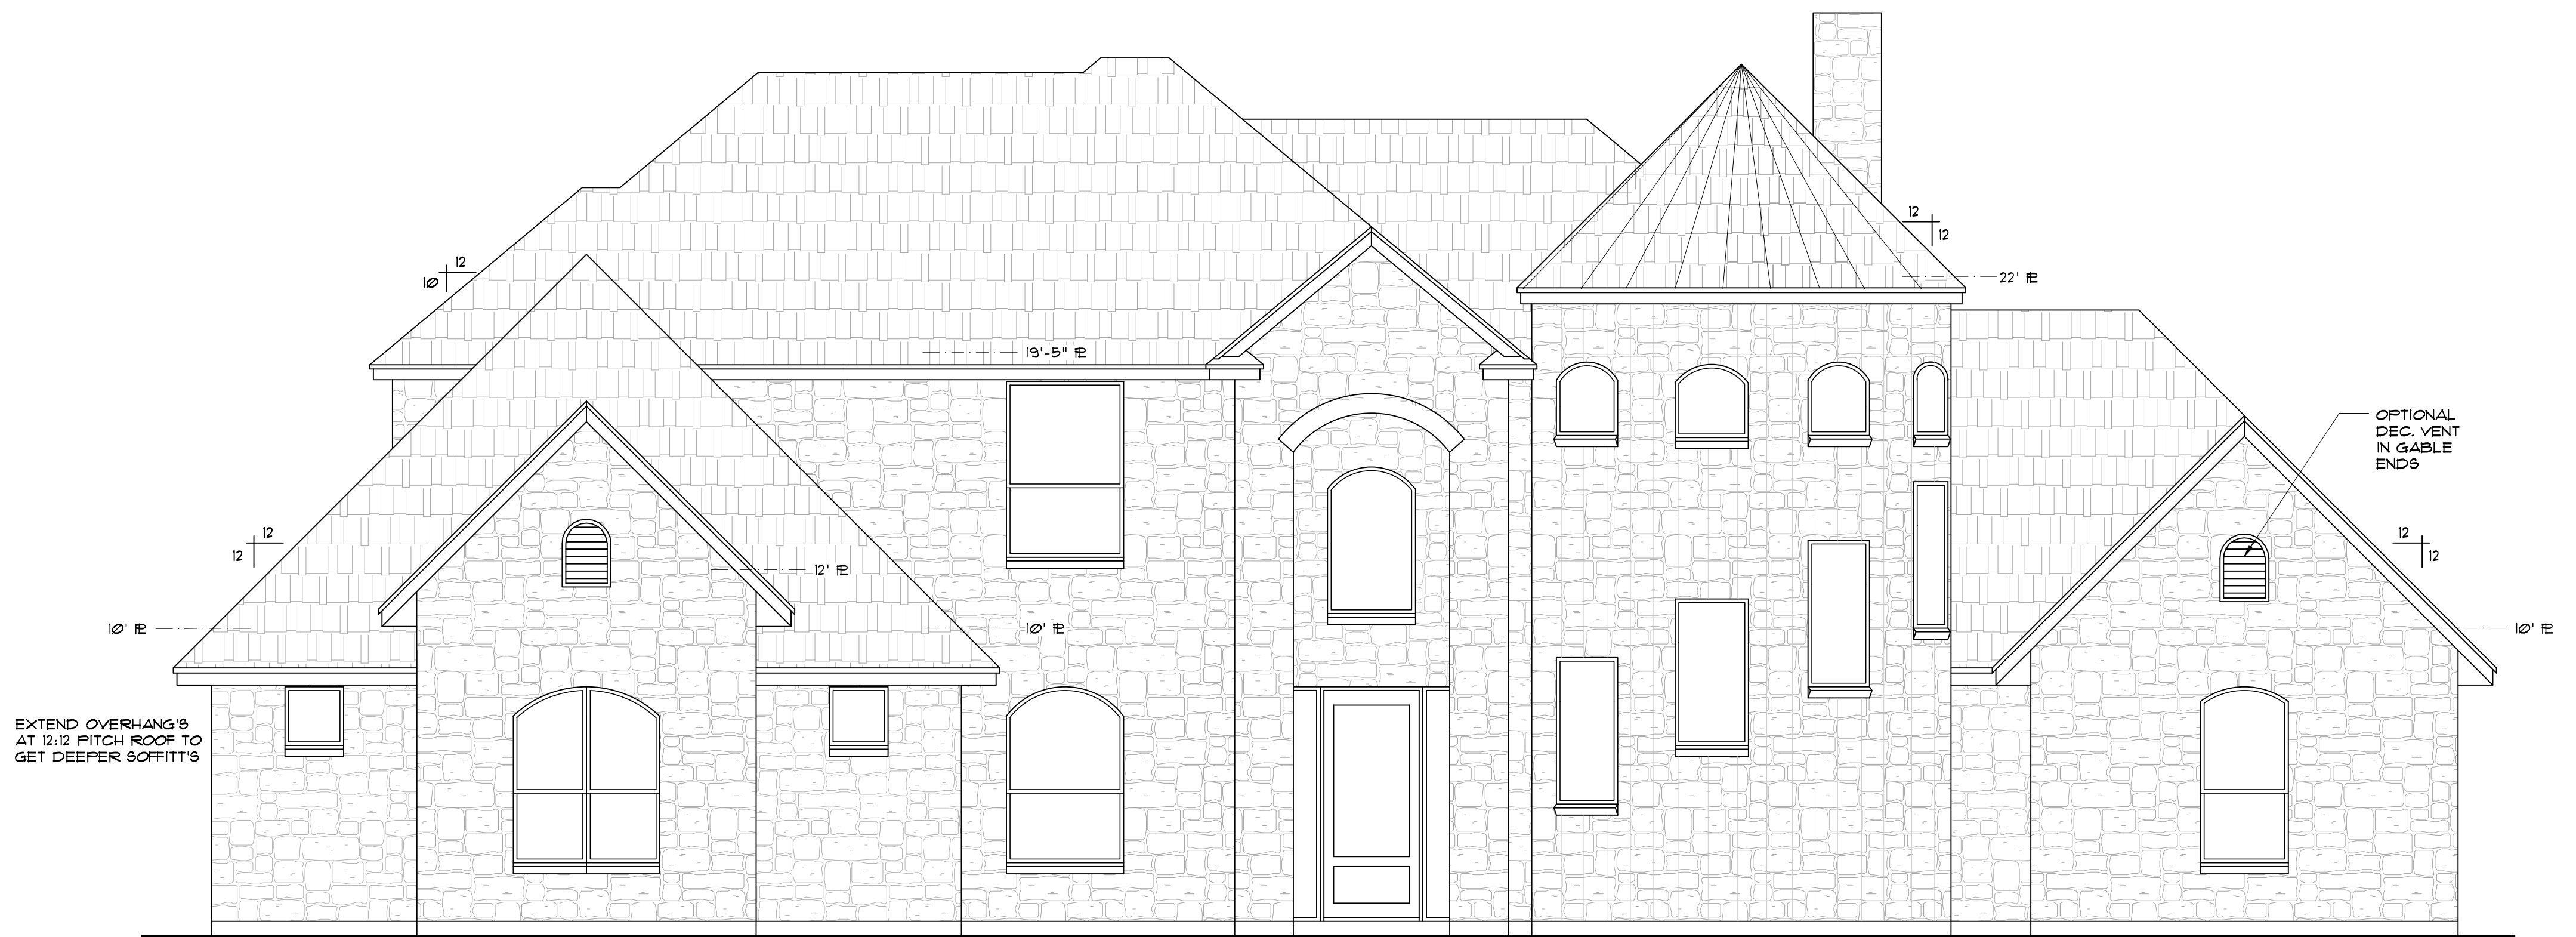 12
12
22' PL
12
10
19'-5" PL
OPTIONAL
DEC. VENT
IN GABLE
ENDS
12
12
12
12
12' PL
10' PL
10' PL
10' PL
EXTEND OVERHANG'S
AT 12:12 PITCH ROOF TO
GET DEEPER SOFFITT'S